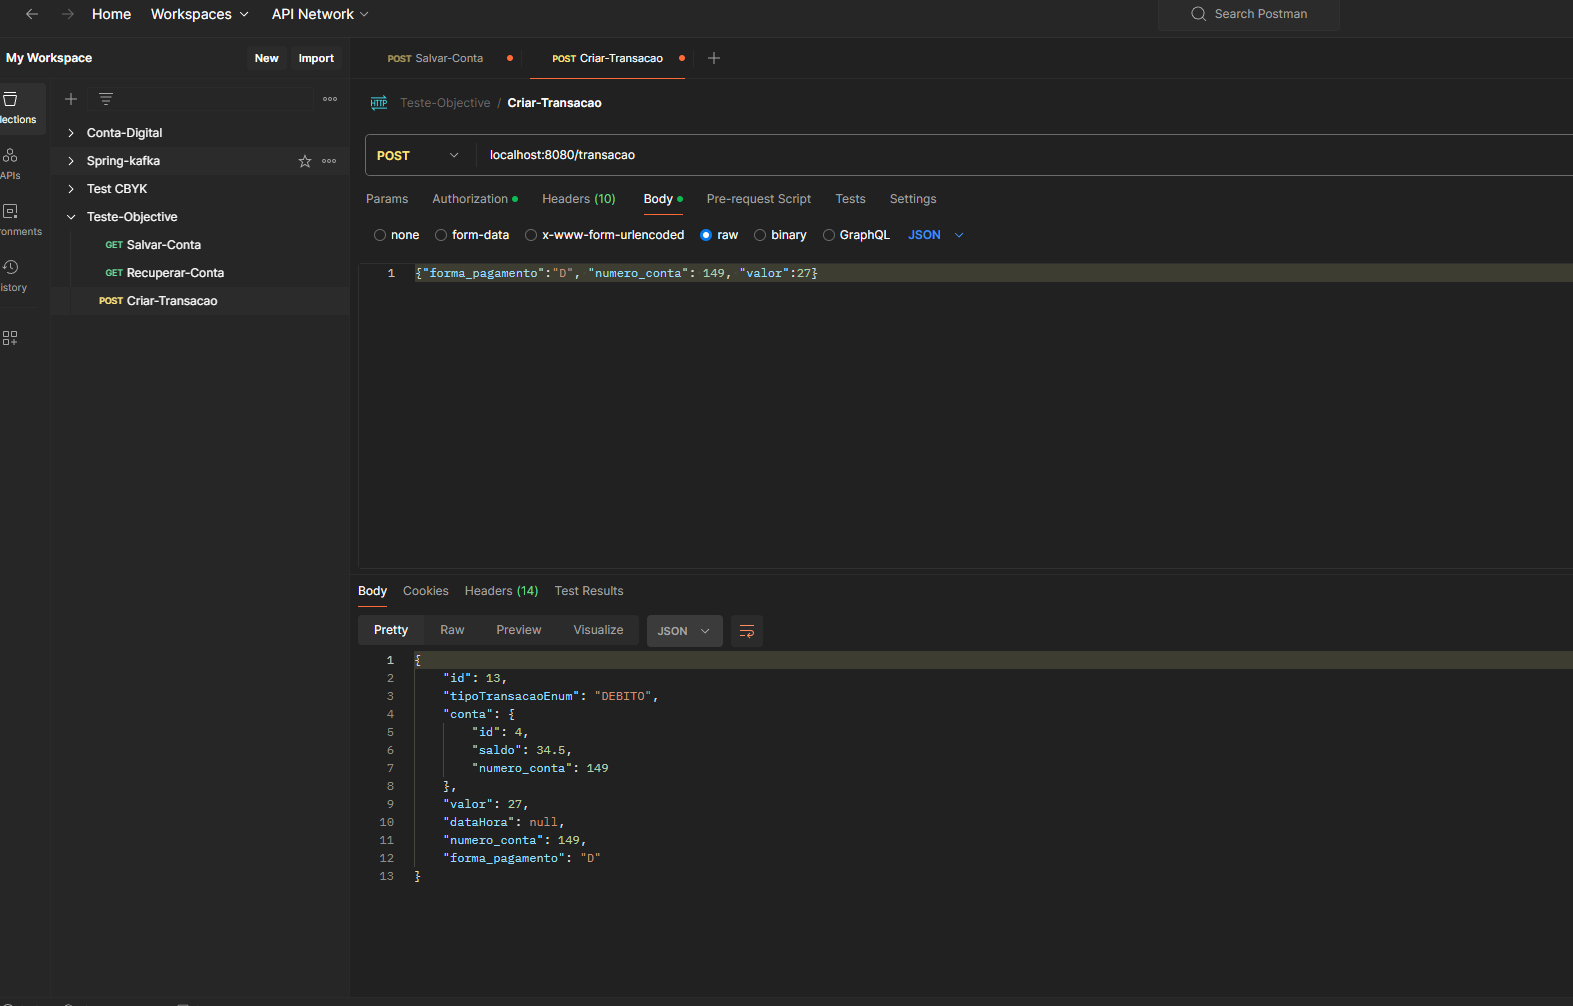 Home Workspaces API Network Search Postman
My Workspace New Import
POST Salvar-Conta POST Criar-Transacao
lections
APIs
ronments
istory
Conta-Digital
Spring-kafka
Test CBYK
Teste-Objective
GET Salvar-Conta
GET Recuperar-Conta
POST Criar-Transacao
HTTP Teste-Objective / Criar-Transacao
POST localhost:8080/transacao
Params Authorization Headers (10) Body Pre-request Script Tests Settings
none form-data x-www-form-urlencoded raw binary GraphQL JSON
1 {"forma_pagamento":"D", "numero_conta": 149, "valor":27}
Body Cookies Headers (14) Test Results
Pretty Raw Preview Visualize JSON
1 {
2 "id": 13,
3 "tipoTransacaoEnum": "DEBITO",
4 "conta": {
5 "id": 4,
6 "saldo": 34.5,
7 "numero_conta": 149
8 },
9 "valor": 27,
10 "dataHora": null,
11 "numero_conta": 149,
12 "forma_pagamento": "D"
13 }